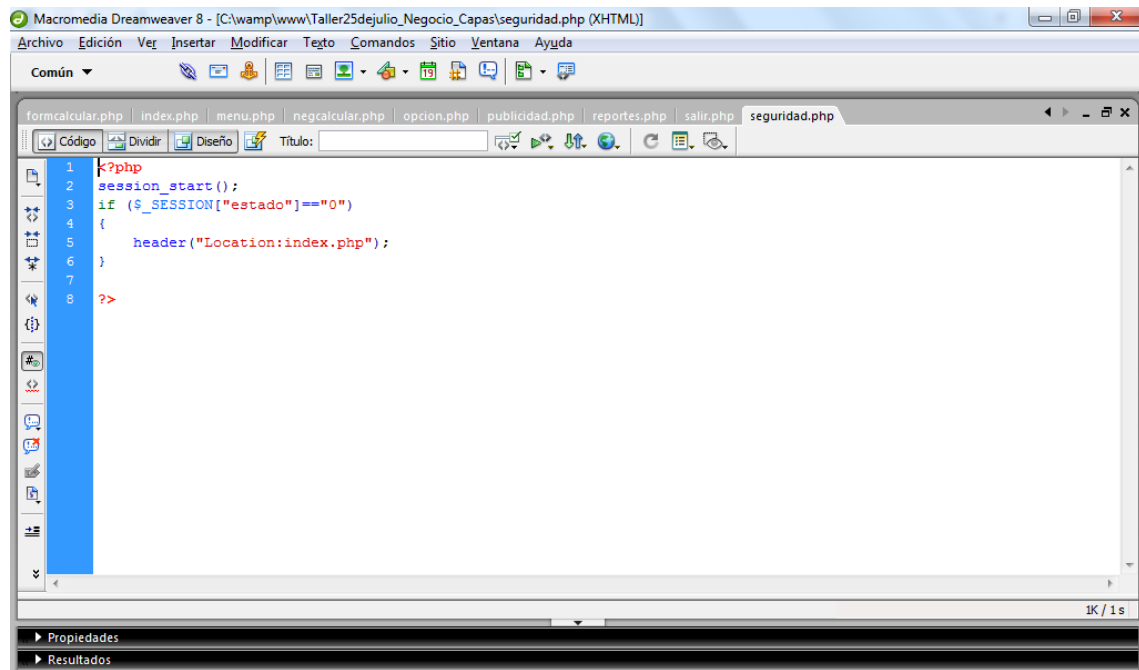 Macromedia Dreamweaver 8 - [C:\wamp\www\Taller25dejulio_Negocio_Capas\seguridad.php (XHTML)]
Archivo Edición Ver Insertar Modificar Texto Comandos Sitio Ventana Ayuda
Común
19
formcalcular.php index.php menu.php negcalcular.php opcion.php publicidad.php reportes.php salir.php seguridad.php
Código Dividir Diseño Título:
1 <?php
2 session_start();
3 if ($_SESSION["estado"]=="0")
4 {
5 header("Location:index.php");
6 }
7
8 ?>
1K / 1 s
Propiedades
Resultados